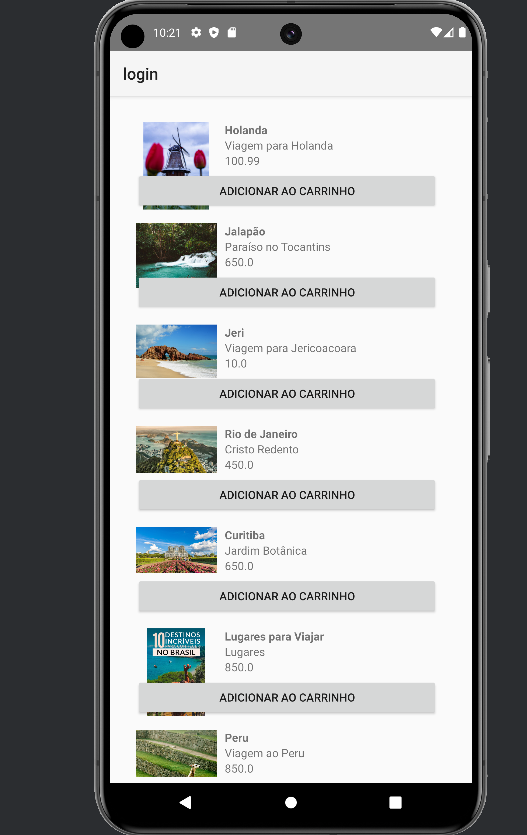 10:21
login
Holanda
Viagem para Holanda
100.99
ADICIONAR AO CARRINHO
Jalapão
Paraíso no Tocantins
650.0
ADICIONAR AO CARRINHO
Jeri
Viagem para Jericoacoara
10.0
ADICIONAR AO CARRINHO
Rio de Janeiro
Cristo Redento
450.0
ADICIONAR AO CARRINHO
Curitiba
Jardim Botânica
650.0
ADICIONAR AO CARRINHO
10 DESTINOS
INCRÍVEIS
NO BRASIL
Lugares para Viajar
Lugares
850.0
ADICIONAR AO CARRINHO
Peru
Viagem ao Peru
850.0